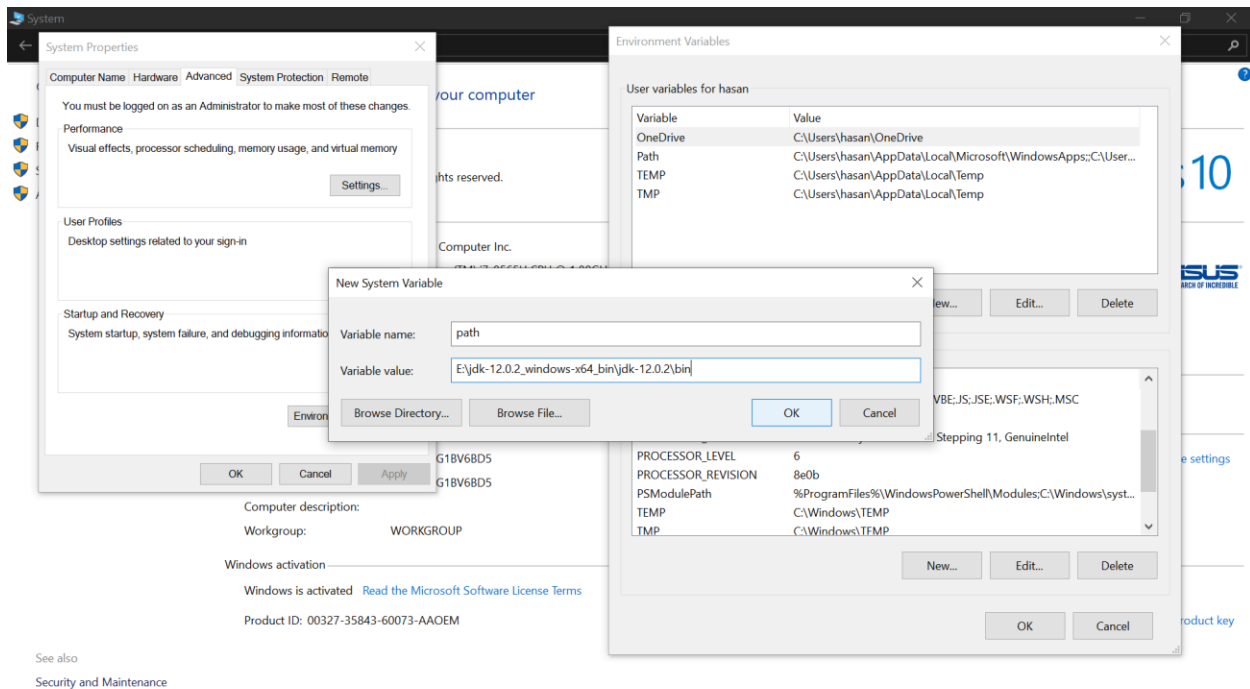 System
System Properties
Computer Name Hardware Advanced System Protection Remote
You must be logged on as an Administrator to make most of these changes.
Performance
Visual effects, processor scheduling, memory usage, and virtual memory
Settings...
User Profiles
Desktop settings related to your sign-in
Startup and Recovery
System startup, system failure, and debugging informatio
Environ
OK Cancel Apply
your computer
hts reserved.
Computer Inc.
10
SUS
G1BV6BD5
G1BV6BD5
Computer description:
Workgroup: WORKGROUP
Windows activation
Windows is activated Read the Microsoft Software License Terms
Product ID: 00327-35843-60073-AAOEM
e settings
roduct key
See also
Security and Maintenance
New System Variable
Variable name: path
Variable value: E:\jdk-12.0.2_windows-x64_bin\jdk-12.0.2\bin
Browse Directory... Browse File... OK Cancel
Environment Variables
User variables for hasan
Variable Value
OneDrive C:\Users\hasan\OneDrive
Path C:\Users\hasan\AppData\Local\Microsoft\WindowsApps;;C:\User...
TEMP C:\Users\hasan\AppData\Local\Temp
TMP C:\Users\hasan\AppData\Local\Temp
ew... Edit... Delete
VBE;.JS;.JSE;.WSF;.WSH;.MSC
Stepping 11, GenuineIntel
PROCESSOR_LEVEL 6
PROCESSOR_REVISION 8e0b
PSModulePath %ProgramFiles%\WindowsPowerShell\Modules;C:\Windows\syst...
TEMP C:\Windows\TEMP
TMP C:\Windows\TEMP
New... Edit... Delete
OK Cancel